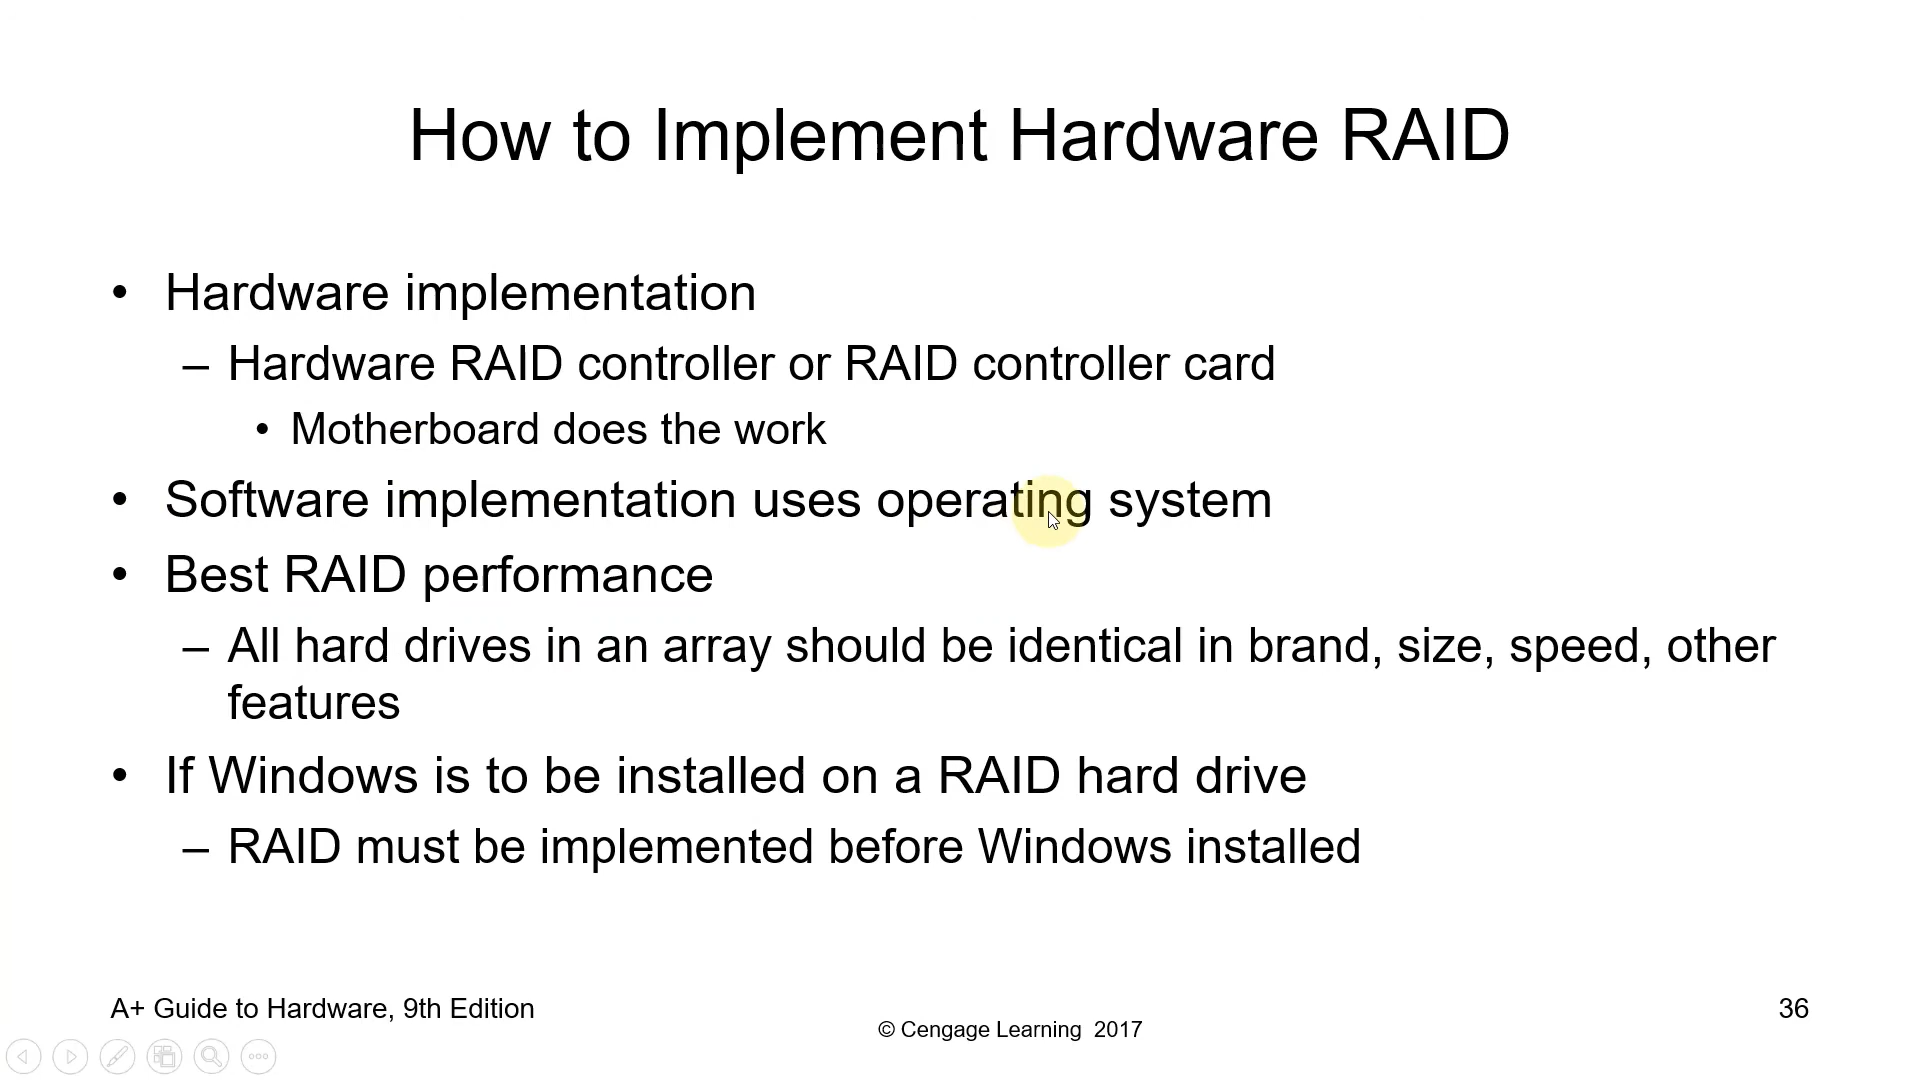 How to Implement Hardware RAID
• Hardware implementation
– Hardware RAID controller or RAID controller card
• Motherboard does the work
• Software implementation uses operating system
• Best RAID performance
– All hard drives in an array should be identical in brand, size, speed, other
features
• If Windows is to be installed on a RAID hard drive
– RAID must be implemented before Windows installed
A+ Guide to Hardware, 9th Edition
© Cengage Learning 2017
36